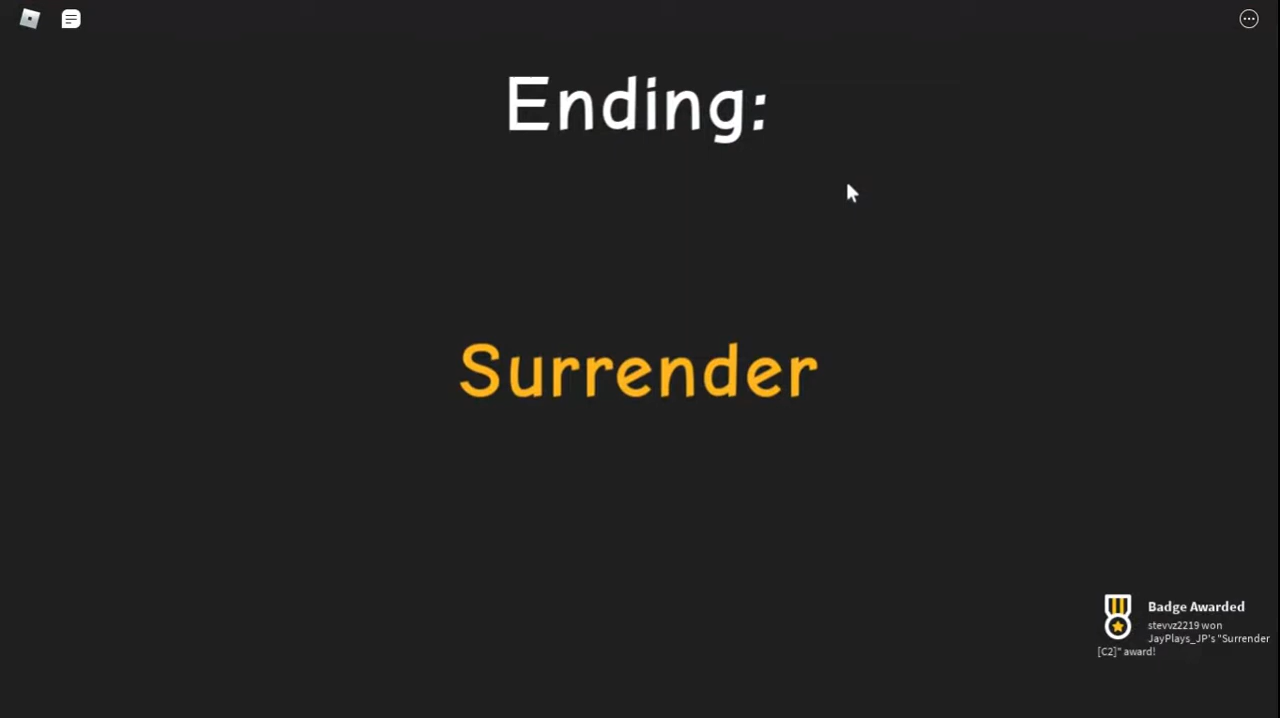 Ending:
Surrender
Badge Awarded
stevvz2219 won
JayPlays_JP's "Surrender
[C2]" award!